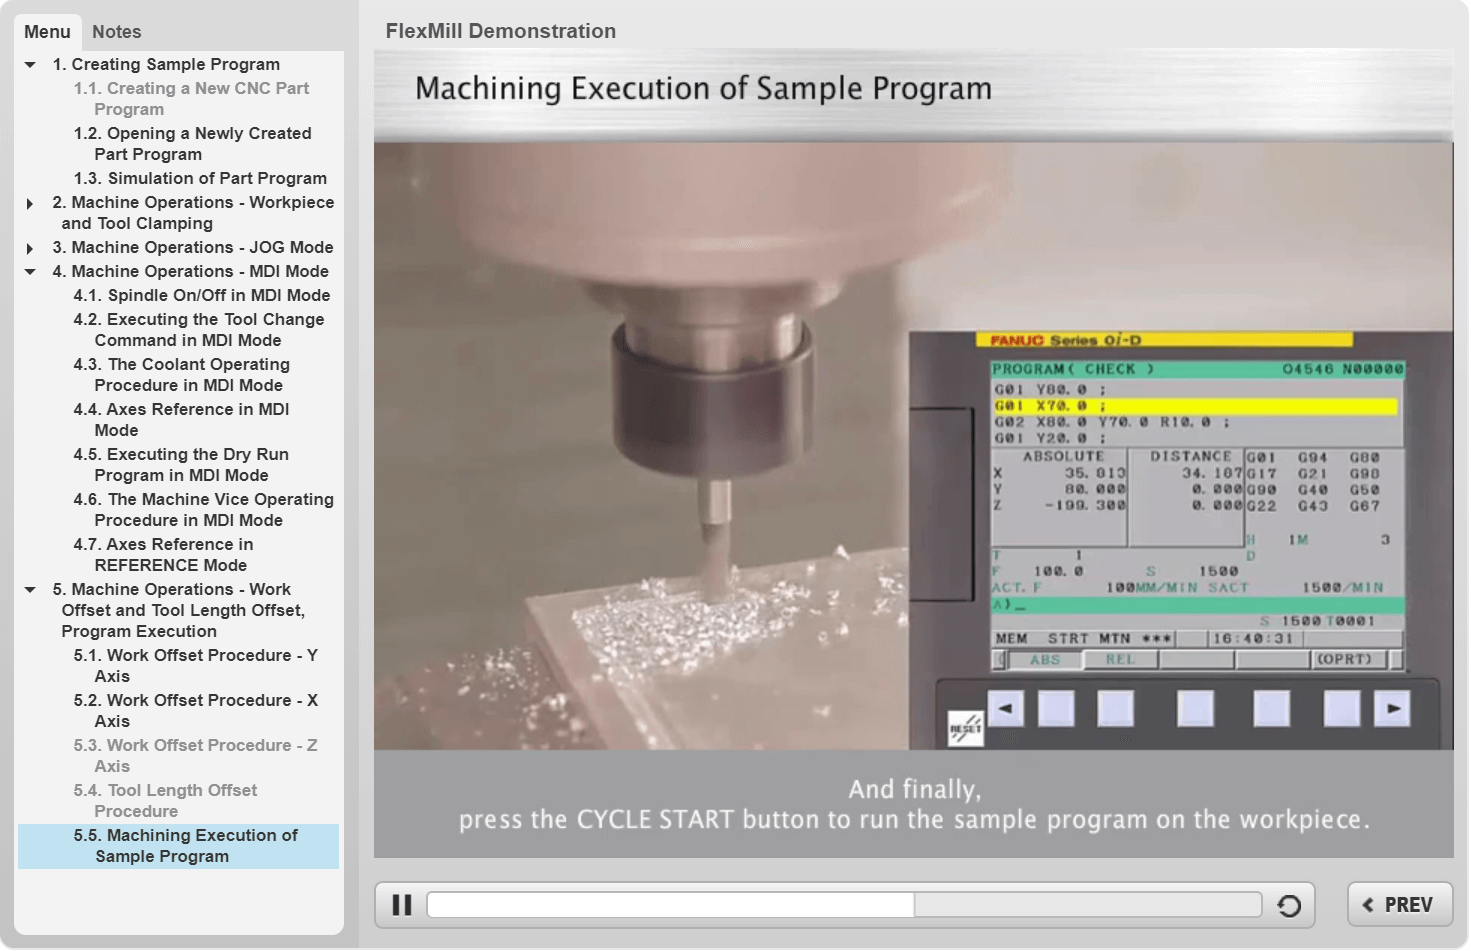 Menu
Notes
1. Creating Sample Program
1.1. Creating a New CNC Part
Program
1.2. Opening a Newly Created
Part Program
1.3. Simulation of Part Program
2. Machine Operations - Workpiece
and Tool Clamping
3. Machine Operations - JOG Mode
4. Machine Operations - MDI Mode
4.1. Spindle On/Off in MDI Mode
4.2. Executing the Tool Change
Command in MDI Mode
4.3. The Coolant Operating
Procedure in MDI Mode
4.4. Axes Reference in MDI
Mode
4.5. Executing the Dry Run
Program in MDI Mode
4.6. The Machine Vice Operating
Procedure in MDI Mode
4.7. Axes Reference in
REFERENCE Mode
5. Machine Operations - Work
Offset and Tool Length Offset,
Program Execution
5.1. Work Offset Procedure - Y
Axis
5.2. Work Offset Procedure - X
Axis
5.3. Work Offset Procedure - Z
Axis
5.4. Tool Length Offset
Procedure
5.5. Machining Execution of
Sample Program
FlexMill Demonstration
Machining Execution of Sample Program
FANUC Series 0i-D
PROGRAM( CHECK ) O4546 N00000
G01 Y80. 0 ;
G01 X70. 0 ;
G02 X80. 0 Y70. 0 R10. 0 ;
G01 Y20. 0 ;
ABSOLUTE DISTANCE G01 G94 G80
X 35. 813 34. 187 G17 G21 G98
Y 80. 000 0. 000 G90 G40 G50
Z -199. 300 0. 000 G22 G43 G67
H 1 M 3
T 1 D
F 100. 0 S 1500
ACT. F 100MM/MIN SACT 1500/MIN
A)_
S 1500 T0001
MEM STRT MTN *** 16:40:31
( ABS REL (OPRT)
RESET
And finally,
press the CYCLE START button to run the sample program on the workpiece.
PREV